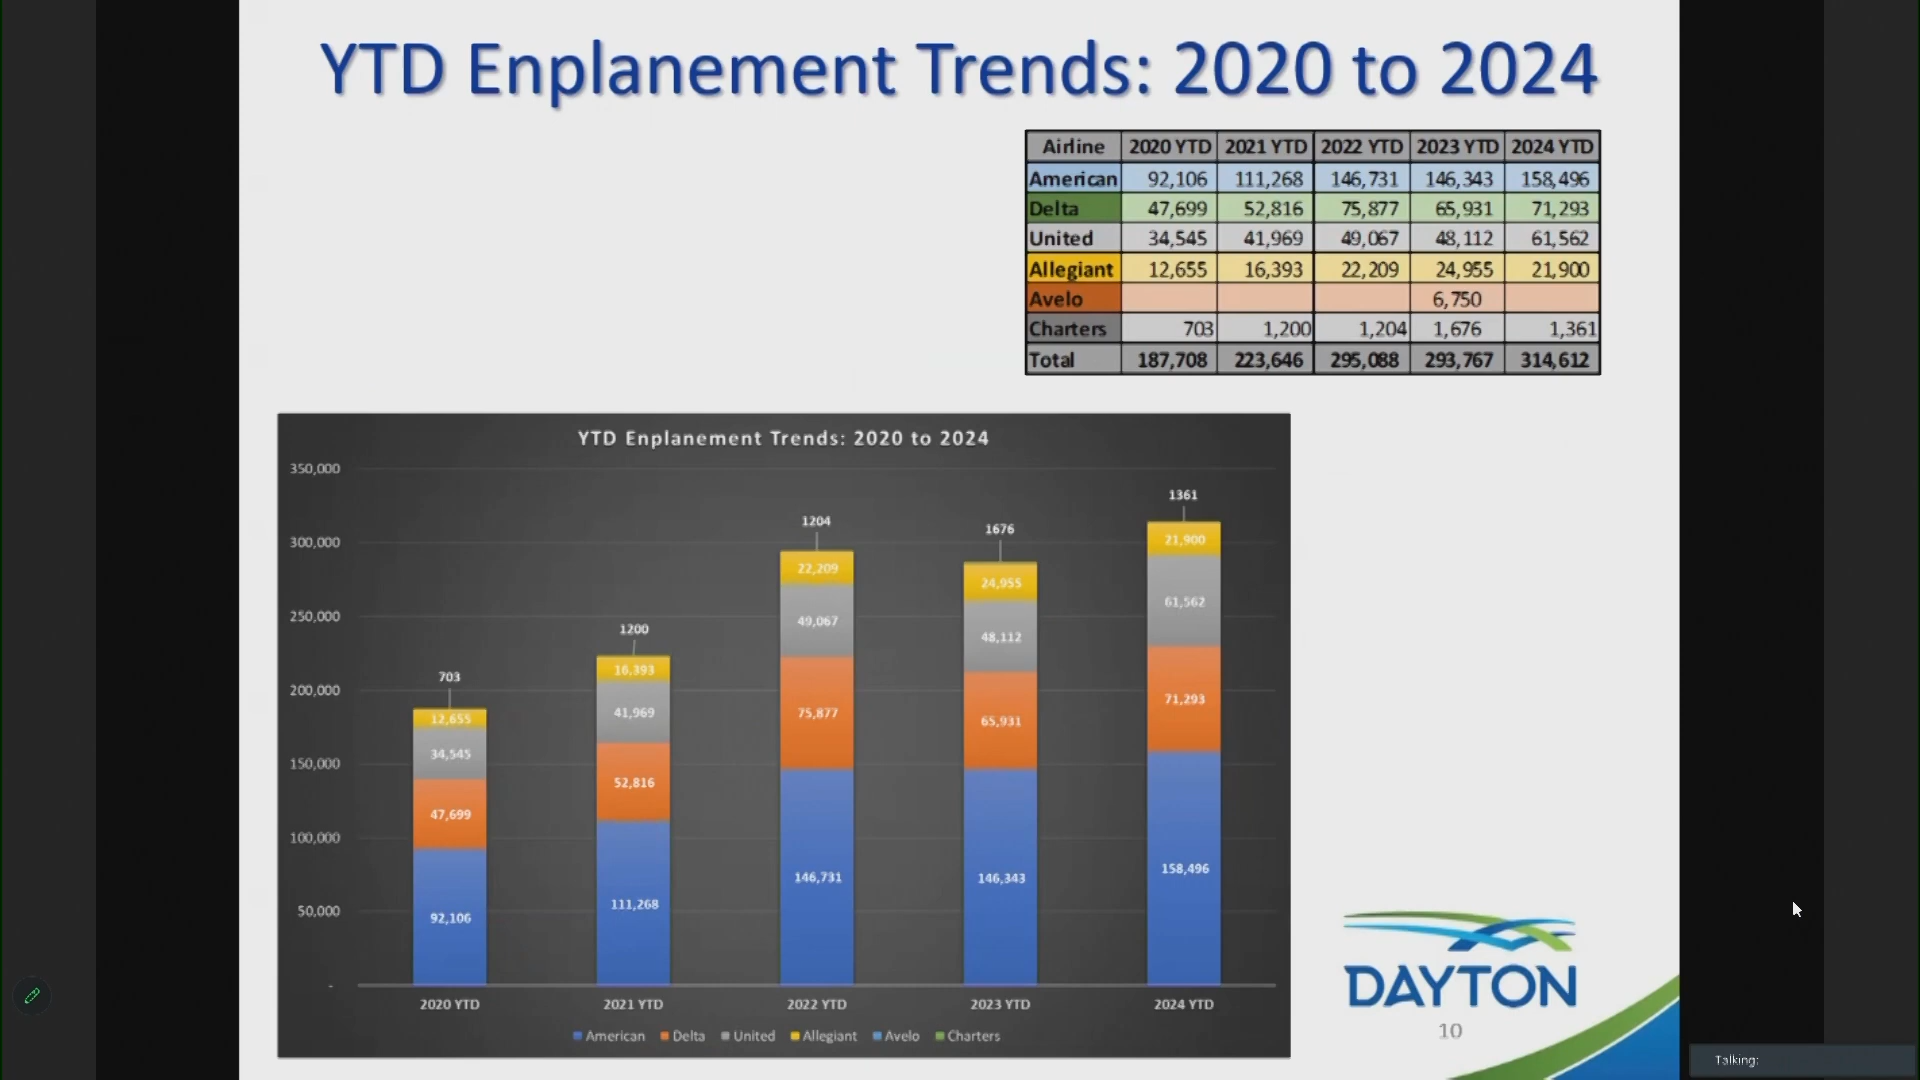 YTD Enplanement Trends: 2020 to 2024
Airline 2020 YTD 2021 YTD 2022 YTD 2023 YTD 2024 YTD
American 92,106 111,268 146,731 146,343 158,496
Delta 47,699 52,816 75,877 65,931 71,293
United 34,545 41,969 49,067 48,112 61,562
Allegiant 12,655 16,393 22,209 24,955 21,900
Avelo 6,750
Charters 703 1,200 1,204 1,676 1,361
Total 187,708 223,646 295,088 293,767 314,612
YTD Enplanement Trends: 2020 to 2024
350,000
300,000
250,000
200,000
150,000
100,000
50,000
-
703
12,655
34,545
47,699
92,106
1200
16,393
41,969
52,816
111,268
1204
22,209
49,067
75,877
146,731
1676
24,955
48,112
65,931
146,343
1361
21,900
61,562
71,293
158,496
2020 YTD 2021 YTD 2022 YTD 2023 YTD 2024 YTD
American Delta United Allegiant Avelo Charters
DAYTON
10
Talking: